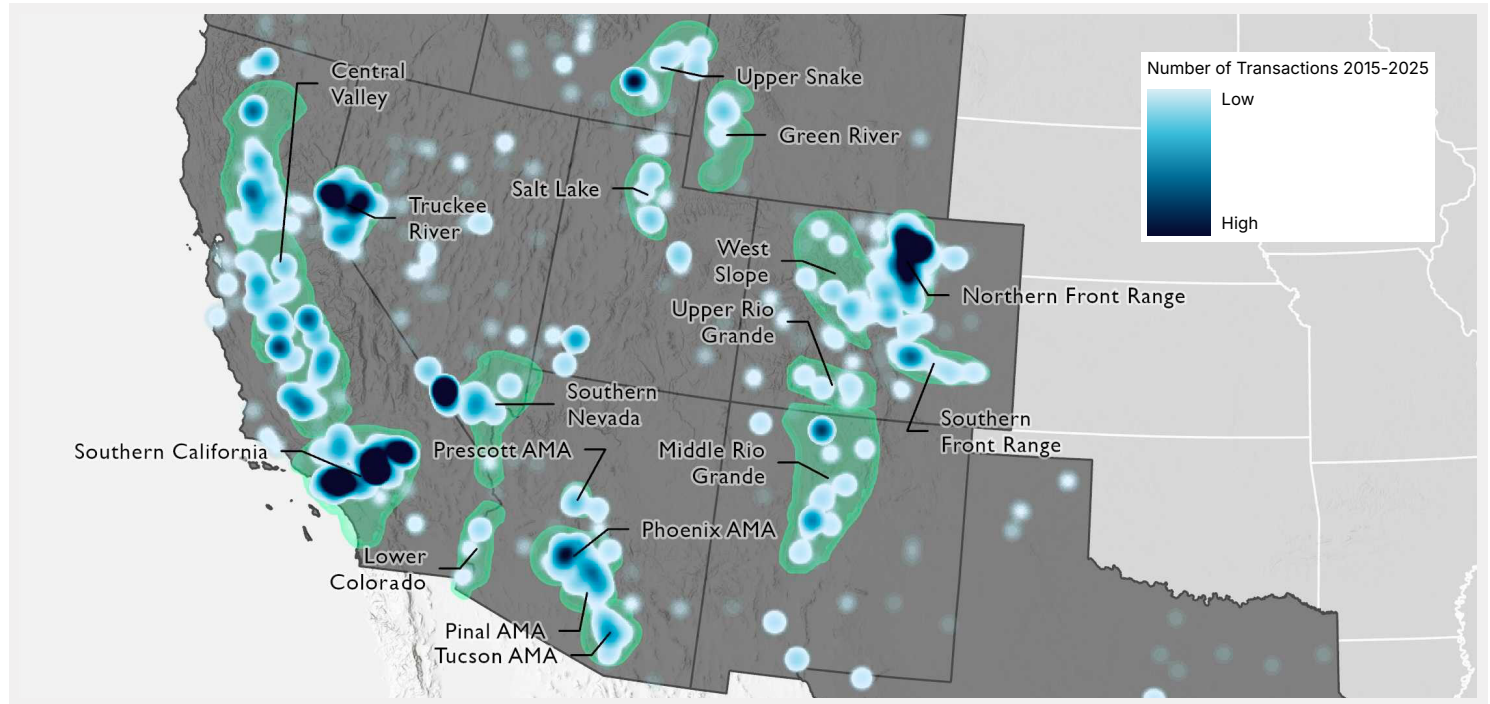 Number of Transactions 2015-2025
Low
High
Central
Valley
Upper Snake
Green River
Salt Lake
Truckee
River
West
Slope
Northern Front Range
Upper Rio
Grande
Southern
Nevada
Southern
Front Range
Southern California
Prescott AMA
Middle Rio
Grande
Phoenix AMA
Lower
Colorado
Pinal AMA
Tucson AMA